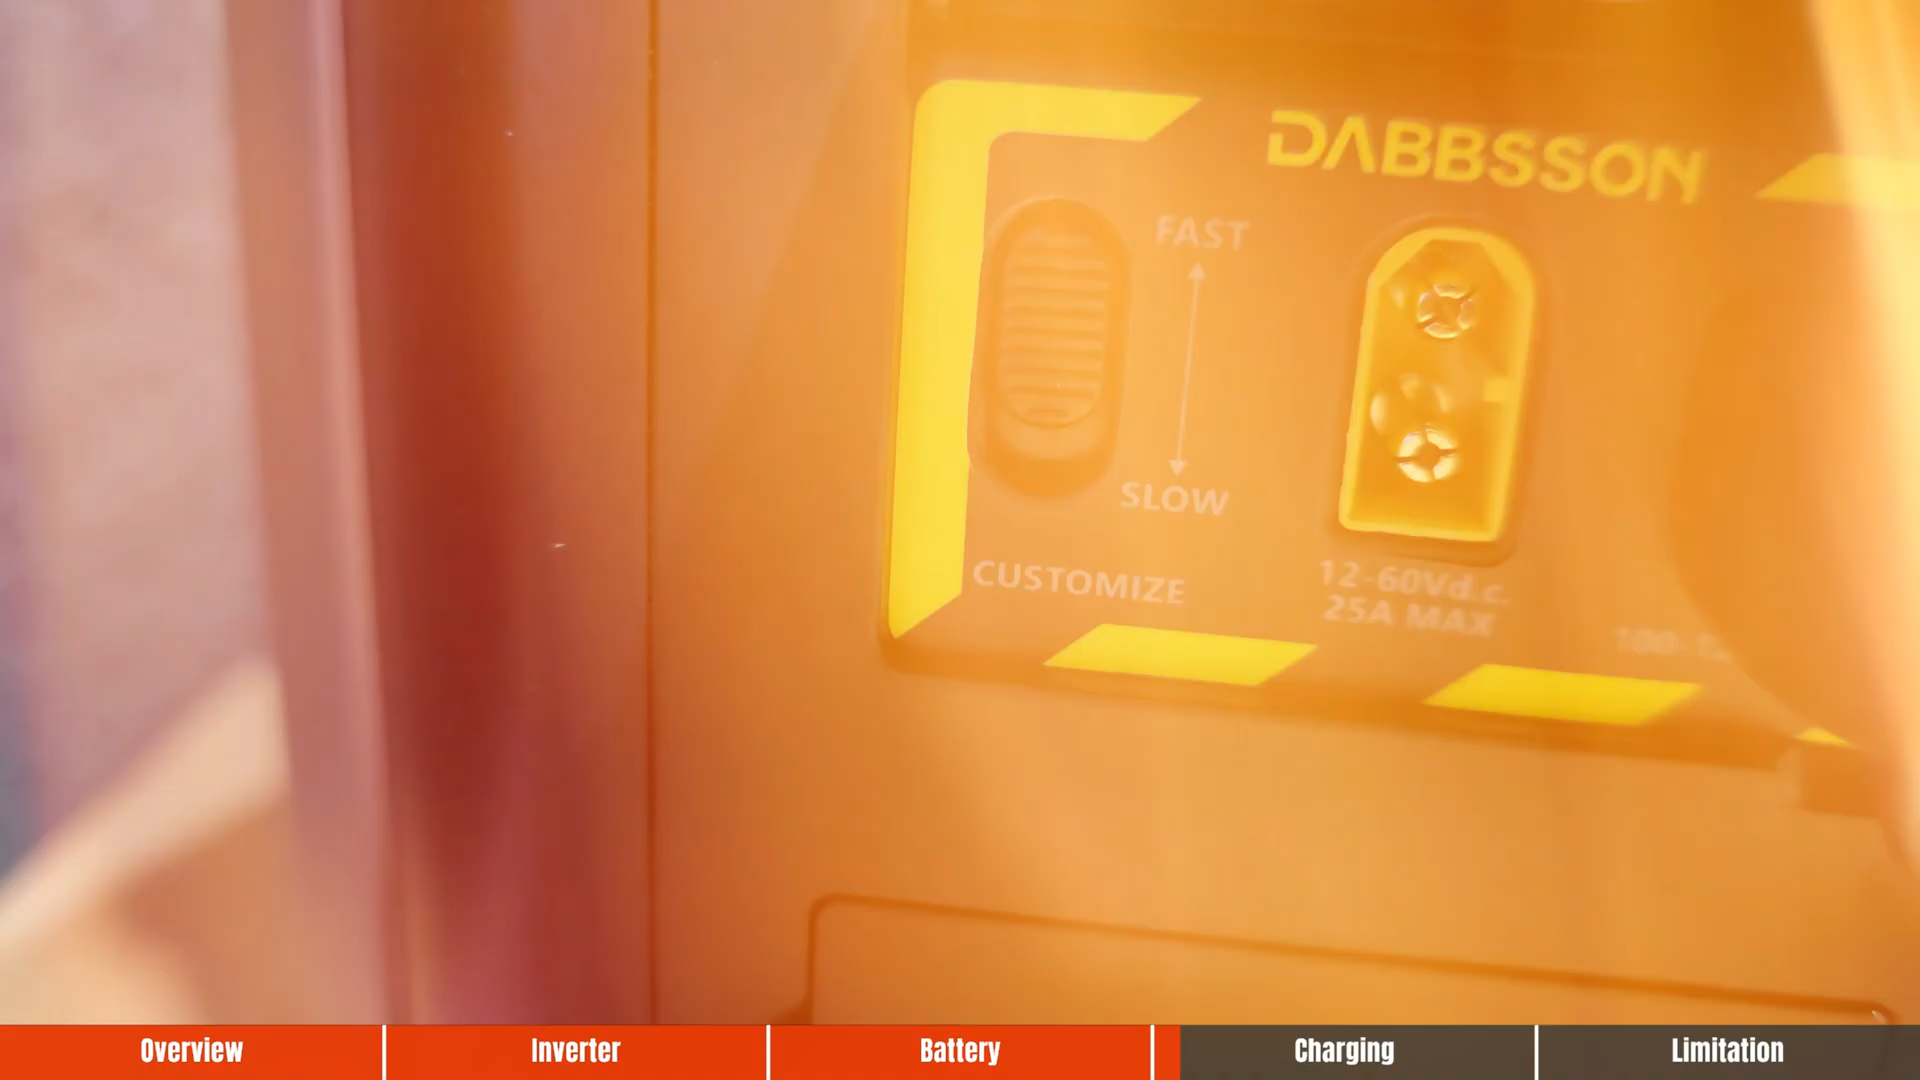 DABBSSON
FAST
SLOW
CUSTOMIZE
12-60Vd.c.
25A MAX
Overview
Inverter
Battery
Charging
Limitation